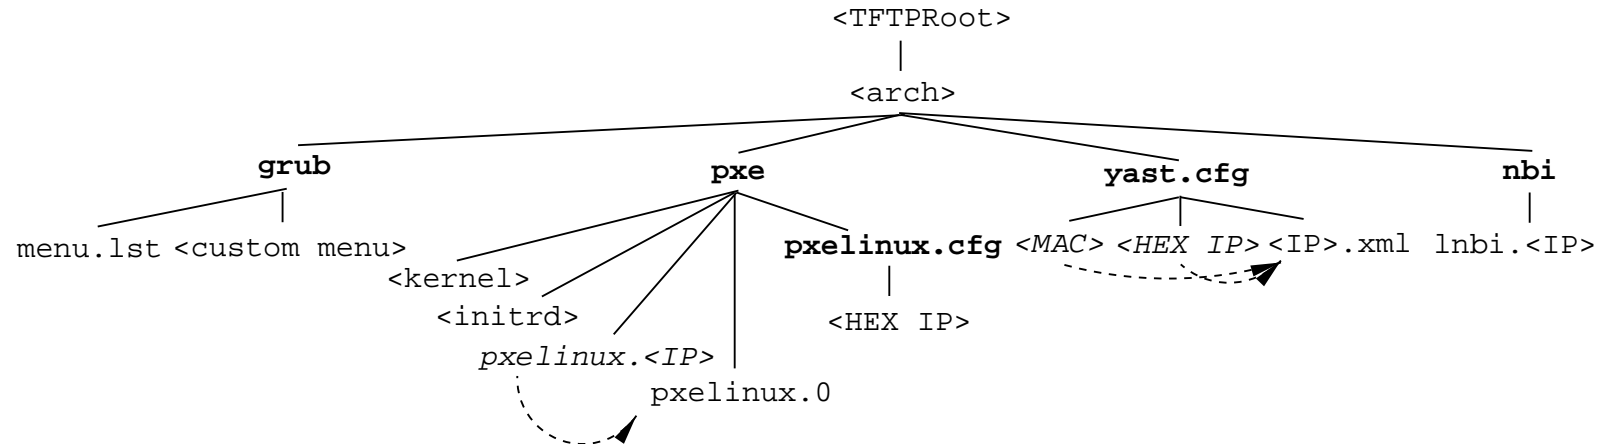 <TFTPRoot>
<arch>
grub pxe yast.cfg nbi
menu.lst <custom menu> pxelinux.cfg <MAC> <HEX IP> <IP>.xml lnbi.<IP>
<kernel>
<initrd> <HEX IP>
pxelinux.<IP>
pxelinux.0